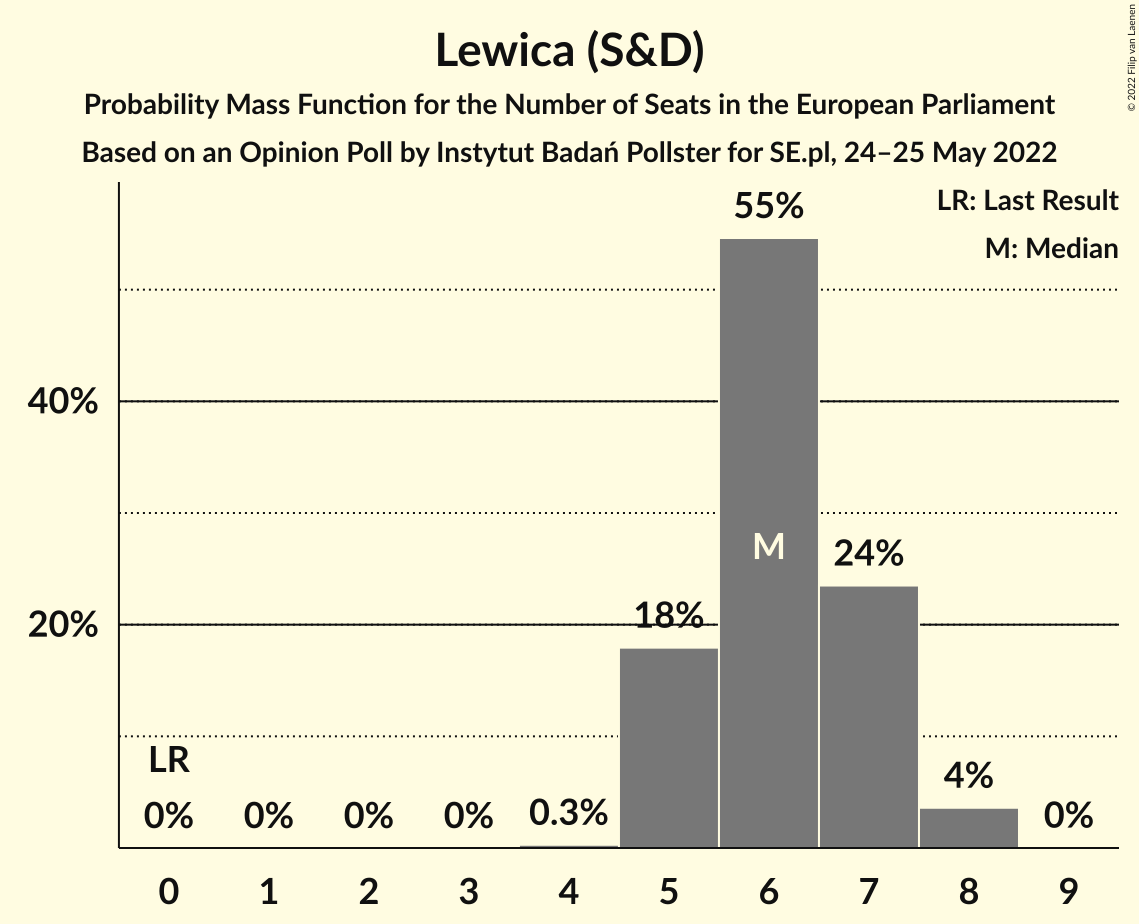 Lewica (S&D)
Probability Mass Function for the Number of Seats in the European Parliament
Based on an Opinion Poll by Instytut Badań Pollster for SE.pl, 24–25 May 2022
© 2022 Filip van Laenen
LR: Last Result
M: Median
55%
40%
M
24%
18%
20%
LR
4%
0% 0% 0% 0% 0.3% 0%
0 1 2 3 4 5 6 7 8 9